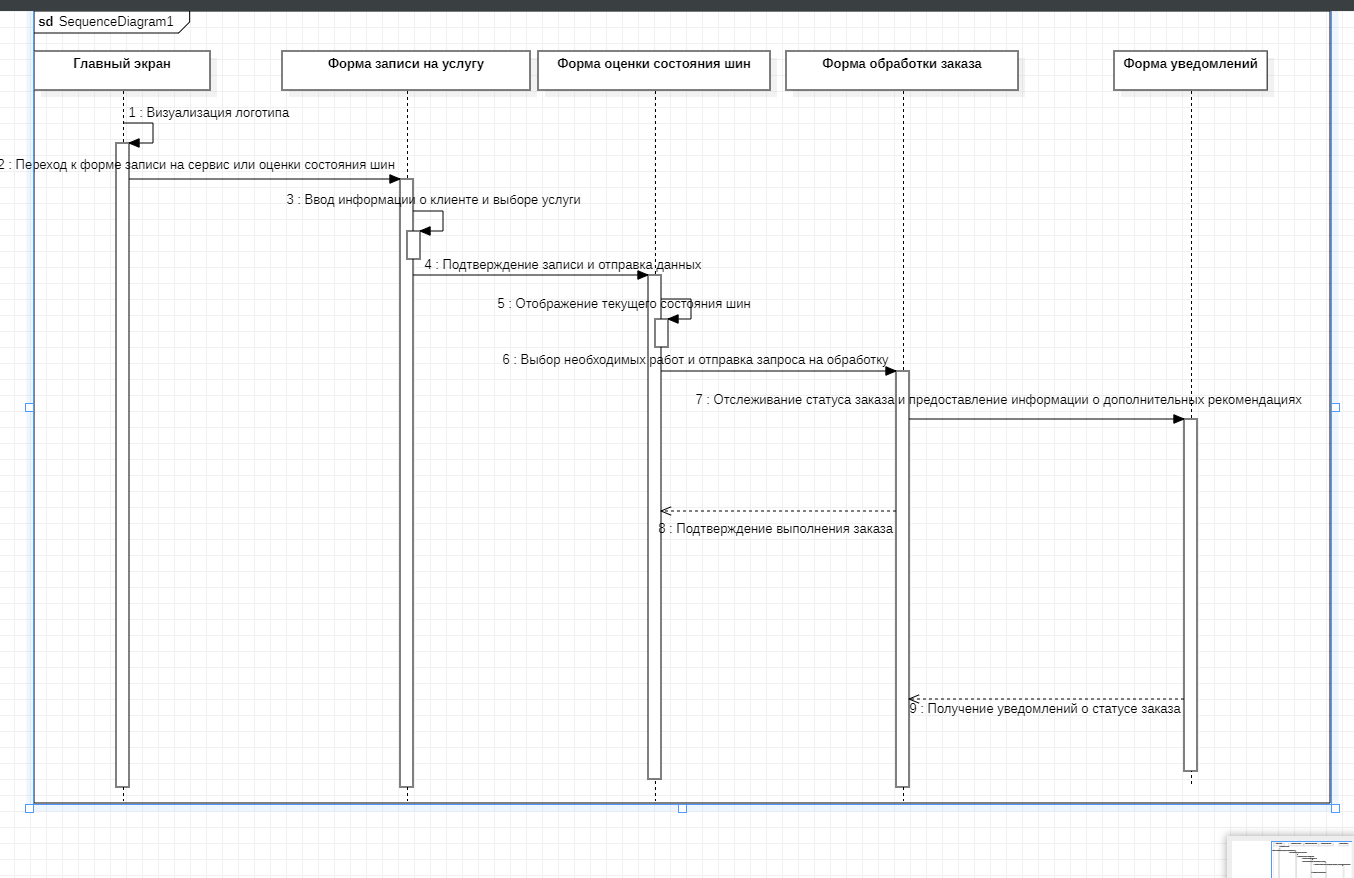 sd SequenceDiagram1
Главный экран
Форма записи на услугу
Форма оценки состояния шин
Форма обработки заказа
Форма уведомлений
1 : Визуализация логотипа
2 : Переход к форме записи на сервис или оценки состояния шин
3 : Ввод информации о клиенте и выборе услуги
4 : Подтверждение записи и отправка данных
5 : Отображение текущего состояния шин
6 : Выбор необходимых работ и отправка запроса на обработку
7 : Отслеживание статуса заказа и предоставление информации о дополнительных рекомендациях
8 : Подтверждение выполнения заказа
9 : Получение уведомлений о статусе заказа